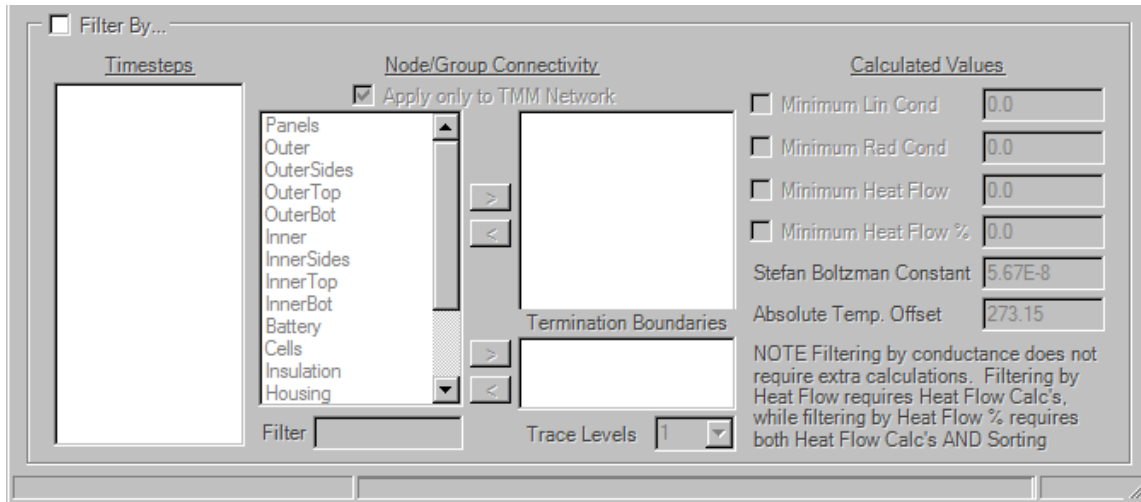 Filter By...
Timesteps
Node/Group Connectivity
Calculated Values
Apply only to TMM Network
Panels
Outer
OuterSides
OuterTop
OuterBot
Inner
InnerSides
InnerTop
InnerBot
Battery
Cells
Insulation
Housing
>
<
Termination Boundaries
>
<
Filter
Trace Levels 1
Minimum Lin Cond 0.0
Minimum Rad Cond 0.0
Minimum Heat Flow 0.0
Minimum Heat Flow % 0.0
Stefan Boltzman Constant 5.67E-8
Absolute Temp. Offset 273.15
NOTE Filtering by conductance does not
require extra calculations. Filtering by
Heat Flow requires Heat Flow Calc's,
while filtering by Heat Flow % requires
both Heat Flow Calc's AND Sorting